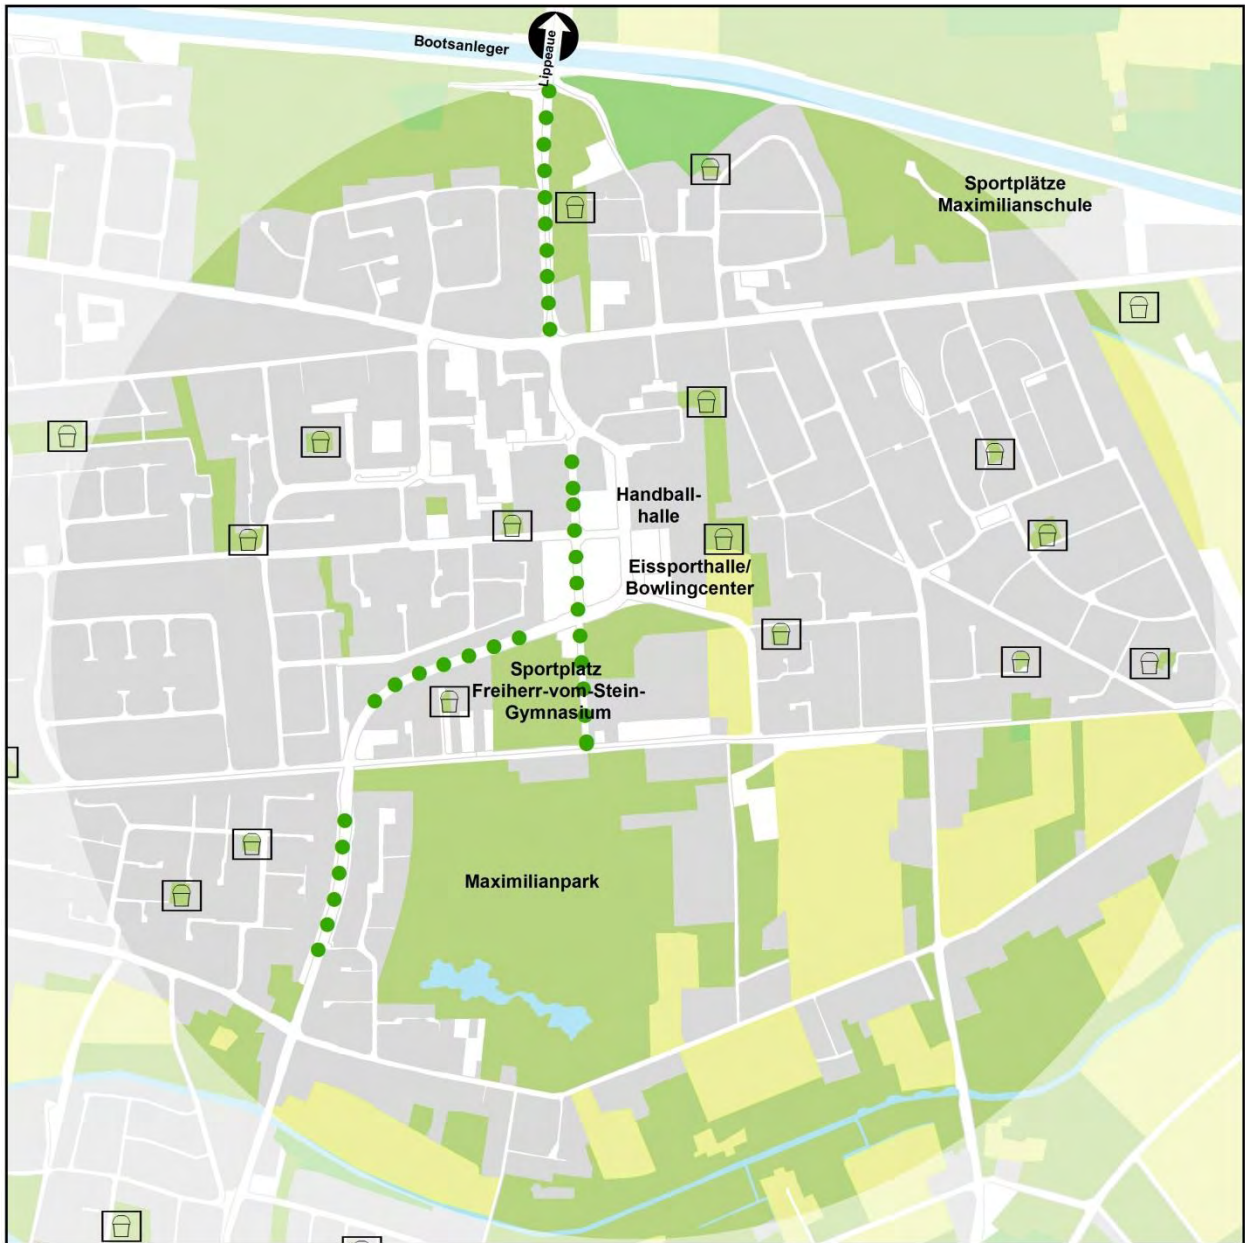 Bootsanleger
Lippeaue
Sportplätze
Maximilianschule
Handball-
halle
Eissporthalle/
Bowlingcenter
Sportplatz
Freiherr-vom-Stein-
Gymnasium
Maximilianpark